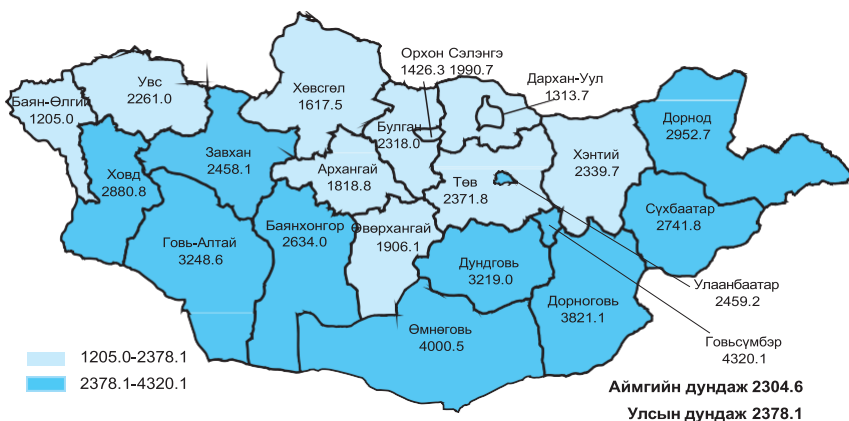 Орхон
1426.3
Сэлэнгэ
1990.7
Дархан-Уул
1313.7
Увс
2261.0
Хөвсгөл
1617.5
Баян-Өлгий
1205.0
Дорнод
2952.7
Булган
2318.0
Завхан
2458.1
Хэнтий
2339.7
Ховд
2880.8
Архангай
1818.8
Төв
2371.8
Сүхбаатар
2741.8
Говь-Алтай
3248.6
Баянхонгор
2634.0
Өвөрхангай
1906.1
Дундговь
3219.0
Улаанбаатар
2459.2
Дорноговь
3821.1
Өмнөговь
4000.5
Говьсүмбэр
4320.1
1205.0-2378.1
2378.1-4320.1
Аймгийн дундаж 2304.6
Улсын дундаж 2378.1